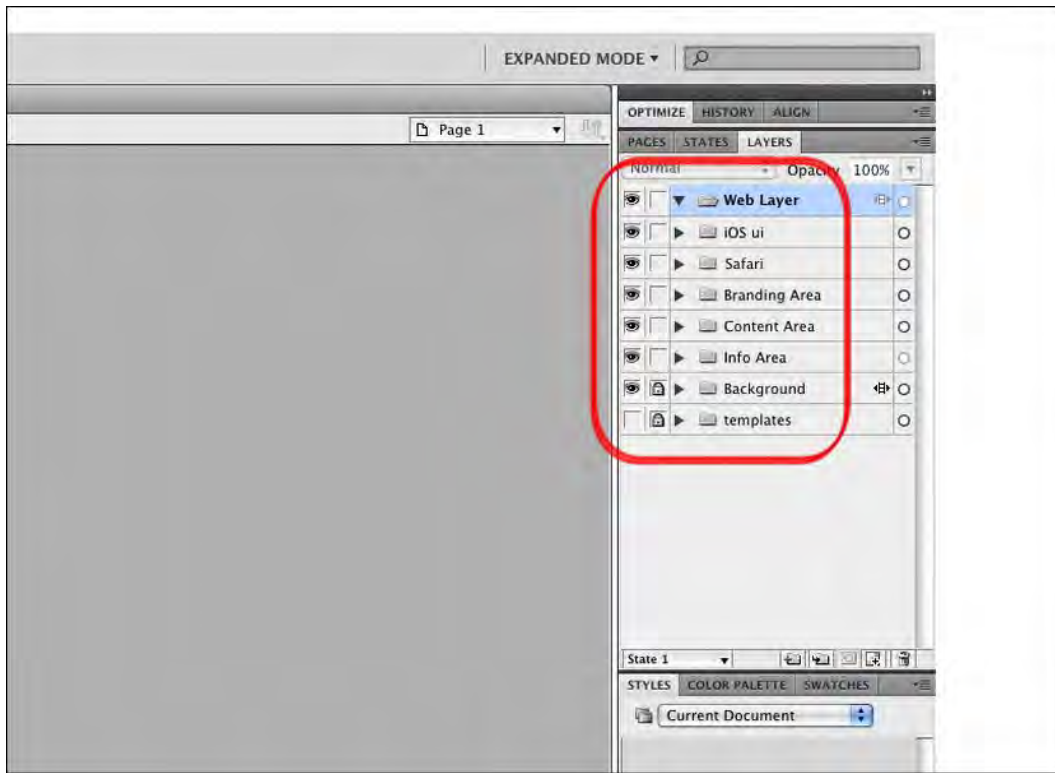 EXPANDED MODE
OPTIMIZE HISTORY ALIGN
Page 1
PAGES STATES LAYERS
Normal Opacity 100%
Web Layer
iOS ui
Safari
Branding Area
Content Area
Info Area
Background
templates
State 1
STYLES COLOR PALETTE SWATCHES
Current Document